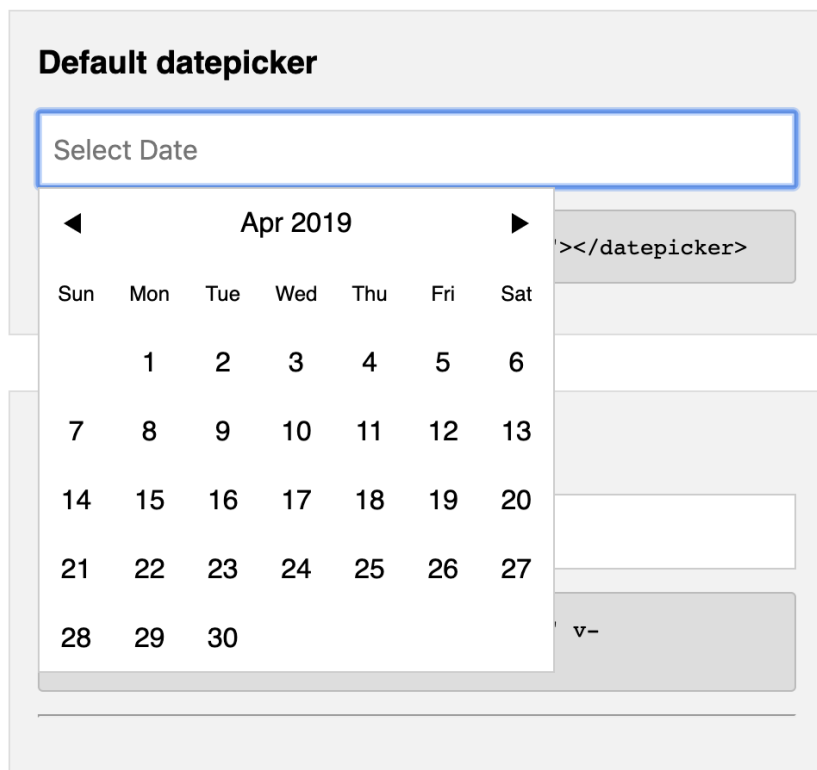 Default datepicker
Select Date
◀ Apr 2019 ▶
"></datepicker>
Sun Mon Tue Wed Thu Fri Sat
1 2 3 4 5 6
7 8 9 10 11 12 13
14 15 16 17 18 19 20
21 22 23 24 25 26 27
28 29 30
" v-